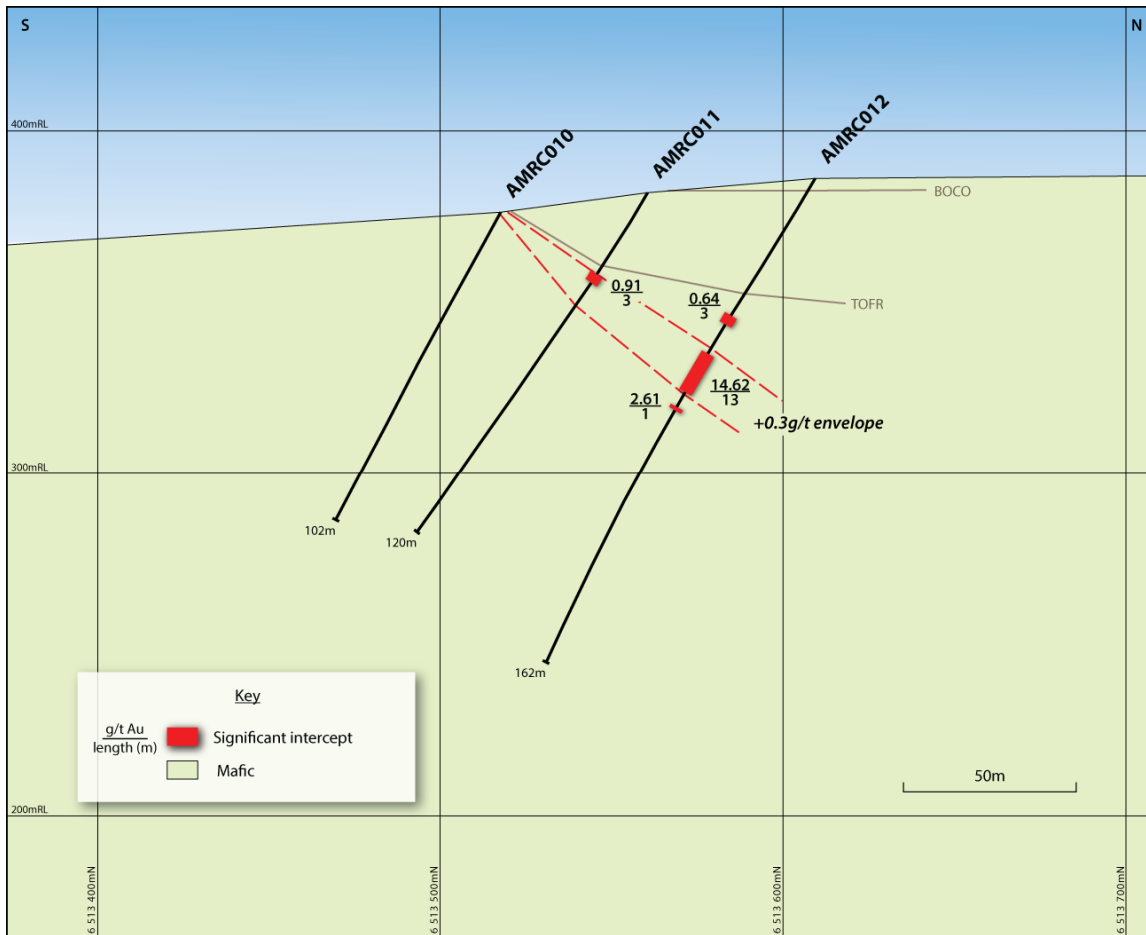 S
N
AMRC010
AMRC011
AMRC012
400mRL
BOCO
0.91
3
0.64
3
TOFR
14.62
13
2.61
1
+0.3g/t envelope
300mRL
102m
120m
162m
Key
g/t Au
length (m)
Significant intercept
Mafic
50m
200mRL
6 513 400mN
6 513 500mN
6 513 600mN
6 513 700mN